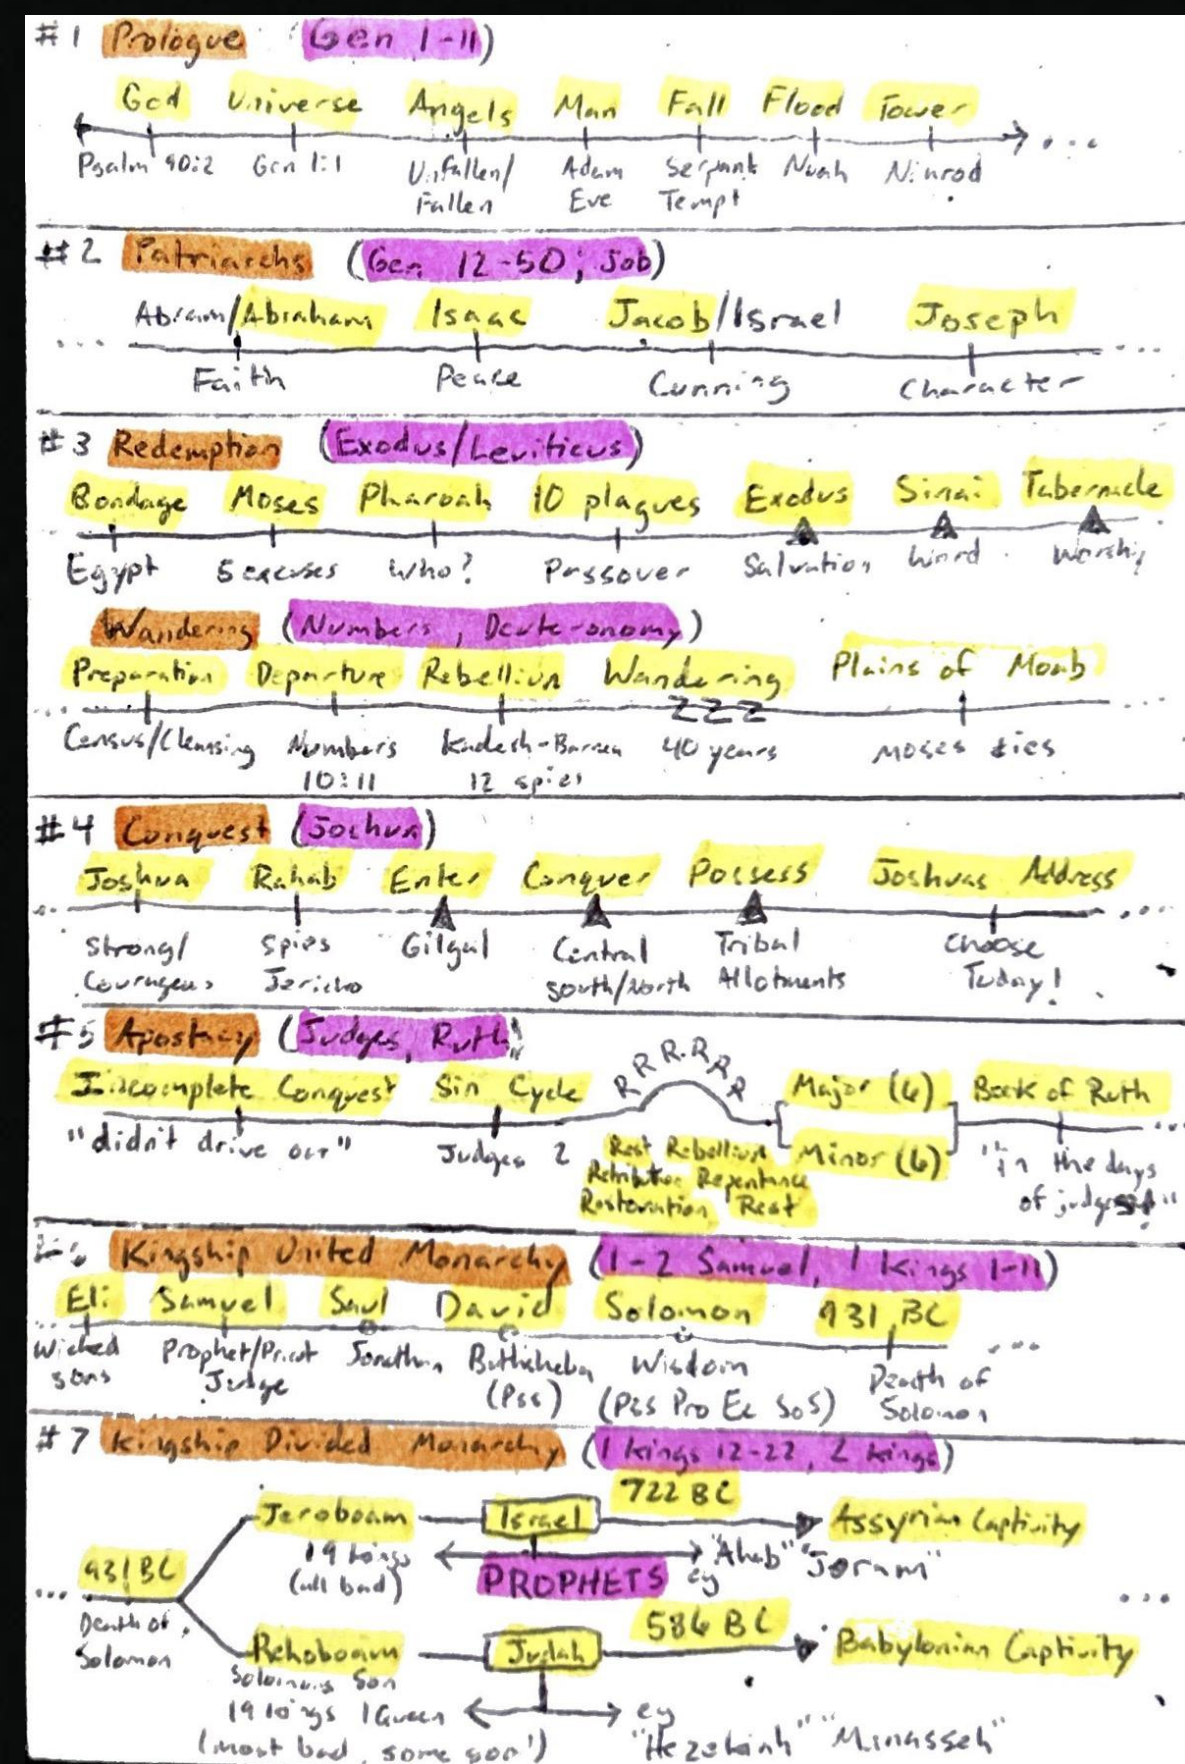 #1 Prologue (Gen 1-11)
God Universe Angels Man Fall Flood Tower
Psalm 90:2 Gen 1:1 Unfallen/ Adam Serpant Noah Nimrod
Fallen Eve Tempt
#2 Patriarchs (Gen 12-50; Job)
Abram/Abraham Isaac Jacob/Israel Joseph
Faith Peace Cunning Character
#3 Redemption (Exodus/Leviticus)
Bondage Moses Pharoah 10 plagues Exodus Sinai Tabernacle
Egypt 5 excuses Who? Passover Salvation Word Worship
Wandering (Numbers, Deuteronomy)
Preparation Departure Rebellion Wandering Plains of Moab
Census/Cleansing Numbers Kadesh-Barnea 40 years Moses dies
10:11 12 spies
#4 Conquest (Joshua)
Joshua Rahab Enter Conquer Possess Joshuas Address
Strong/ Spies Gilgal Central Tribal Choose
Courageous Jericho South/North Allotments Today!
#5 Apostacy (Judges, Ruth)
R R R R R R
Incomplete Conquest Sin Cycle Major (6) Book of Ruth
"didn't drive out" Judges 2 Rest Rebellion Minor (6) "in the days
Retribution Repentance of judges"
Restoration Rest
#6 Kingship United Monarchy (1-2 Samuel, 1 Kings 1-11)
Eli Samuel Saul David Solomon 931 BC
Wicked Prophet/Priest Jonathan Bathsheba Wisdom Death of
sons Judge (Pss) (Pss Pro Ec SoS) Solomon
#7 Kingship Divided Monarchy (1 Kings 12-22, 2 Kings)
722 BC
Jeroboam Israel Assyrian Captivity
19 kings "Ahab" "Joram"
(all bad) PROPHETS eg
931 BC
Death of 586 BC
Solomon Rehoboam Judah Babylonian Captivity
Solomons Son
19 kings 1 Queen eg
(most bad, some good) "Hezekiah" "Minasseh"